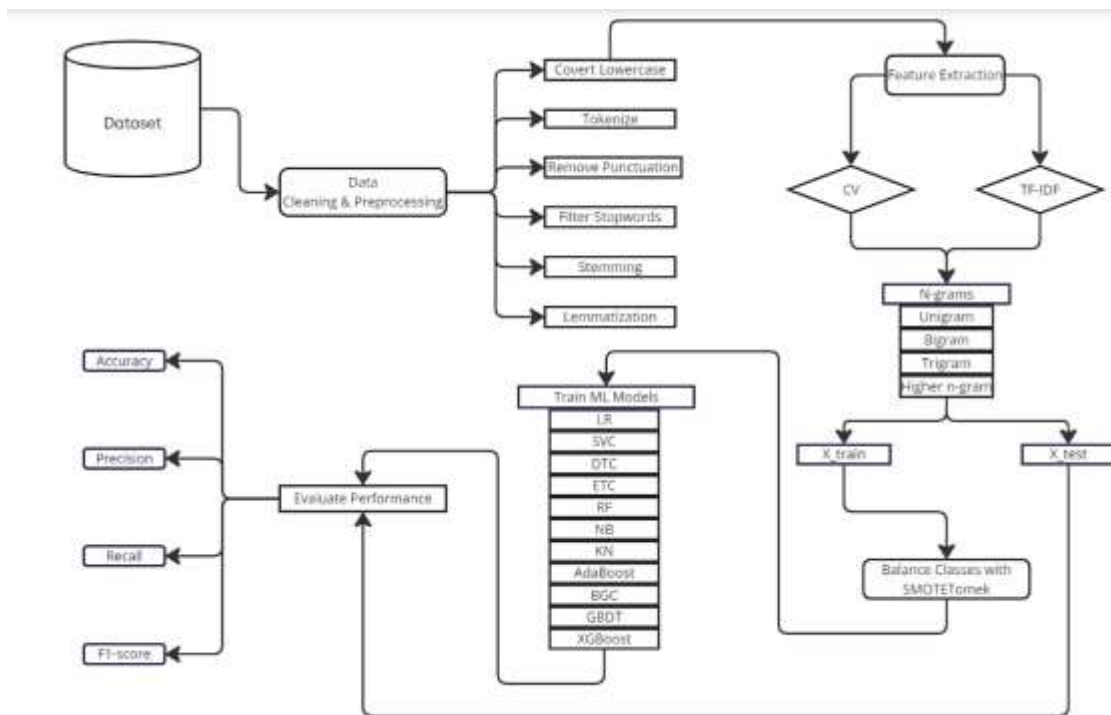 Dataset
Data
Cleaning & Preprocessing
Covert Lowercase
Tokenize
Remove Punctuation
Filter Stopwords
Stemming
Lemmatization
Feature Extraction
CV
TF-IDF
N-grams
Unigram
Bigram
Trigram
Higher n-gram
X_train
X_test
Balance Classes with
SMOTETomek
Train ML Models
LR
SVC
DTC
ETC
RF
NB
KN
AdaBoost
BGC
GBDT
XGBoost
Evaluate Performance
Accuracy
Precision
Recall
F1-score